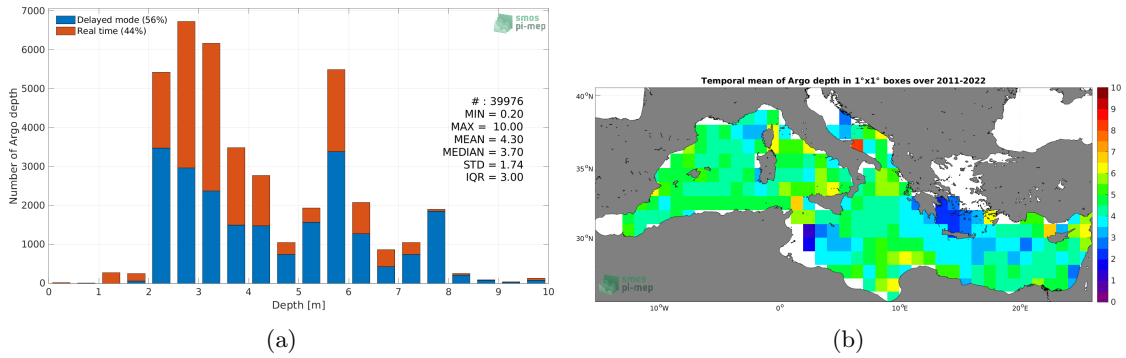 Delayed mode (56%)
Real time (44%)
smos
pi-mep
7000
6000
5000
4000
3000
2000
1000
0
Number of Argo depth
# : 39976
MIN = 0.20
MAX = 10.00
MEAN = 4.30
MEDIAN = 3.70
STD = 1.74
IQR = 3.00
0 1 2 3 4 5 6 7 8 9 10
Depth [m]
(a)
Temporal mean of Argo depth in 1°x1° boxes over 2011-2022
40°N
35°N
30°N
10°W 0° 10°E 20°E
smos
pi-mep
10
9
8
7
6
5
4
3
2
1
0
(b)